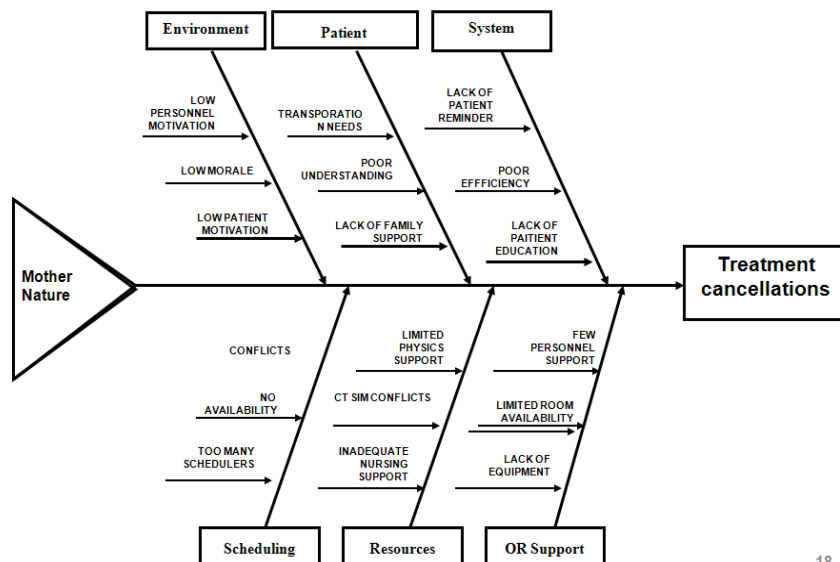 Environment
Patient
System
LOW
PERSONNEL
MOTIVATION
LOW MORALE
LOW PATIENT
MOTIVATION
TRANSPORATIO
N NEEDS
POOR
UNDERSTANDING
LACK OF FAMILY
SUPPORT
LACK OF
PATIENT
REMINDER
POOR
EFFFICIENCY
LACK OF
PAITIENT
EDUCATION
Mother
Nature
Treatment
cancellations
CONFLICTS
NO
AVAILABILITY
TOO MANY
SCHEDULERS
LIMITED
PHYSICS
SUPPORT
CT SIM CONFLICTS
INADEQUATE
NURSING
SUPPORT
FEW
PERSONNEL
SUPPORT
LIMITED ROOM
AVAILABILITY
LACK OF
EQUIPMENT
Scheduling
Resources
OR Support
18